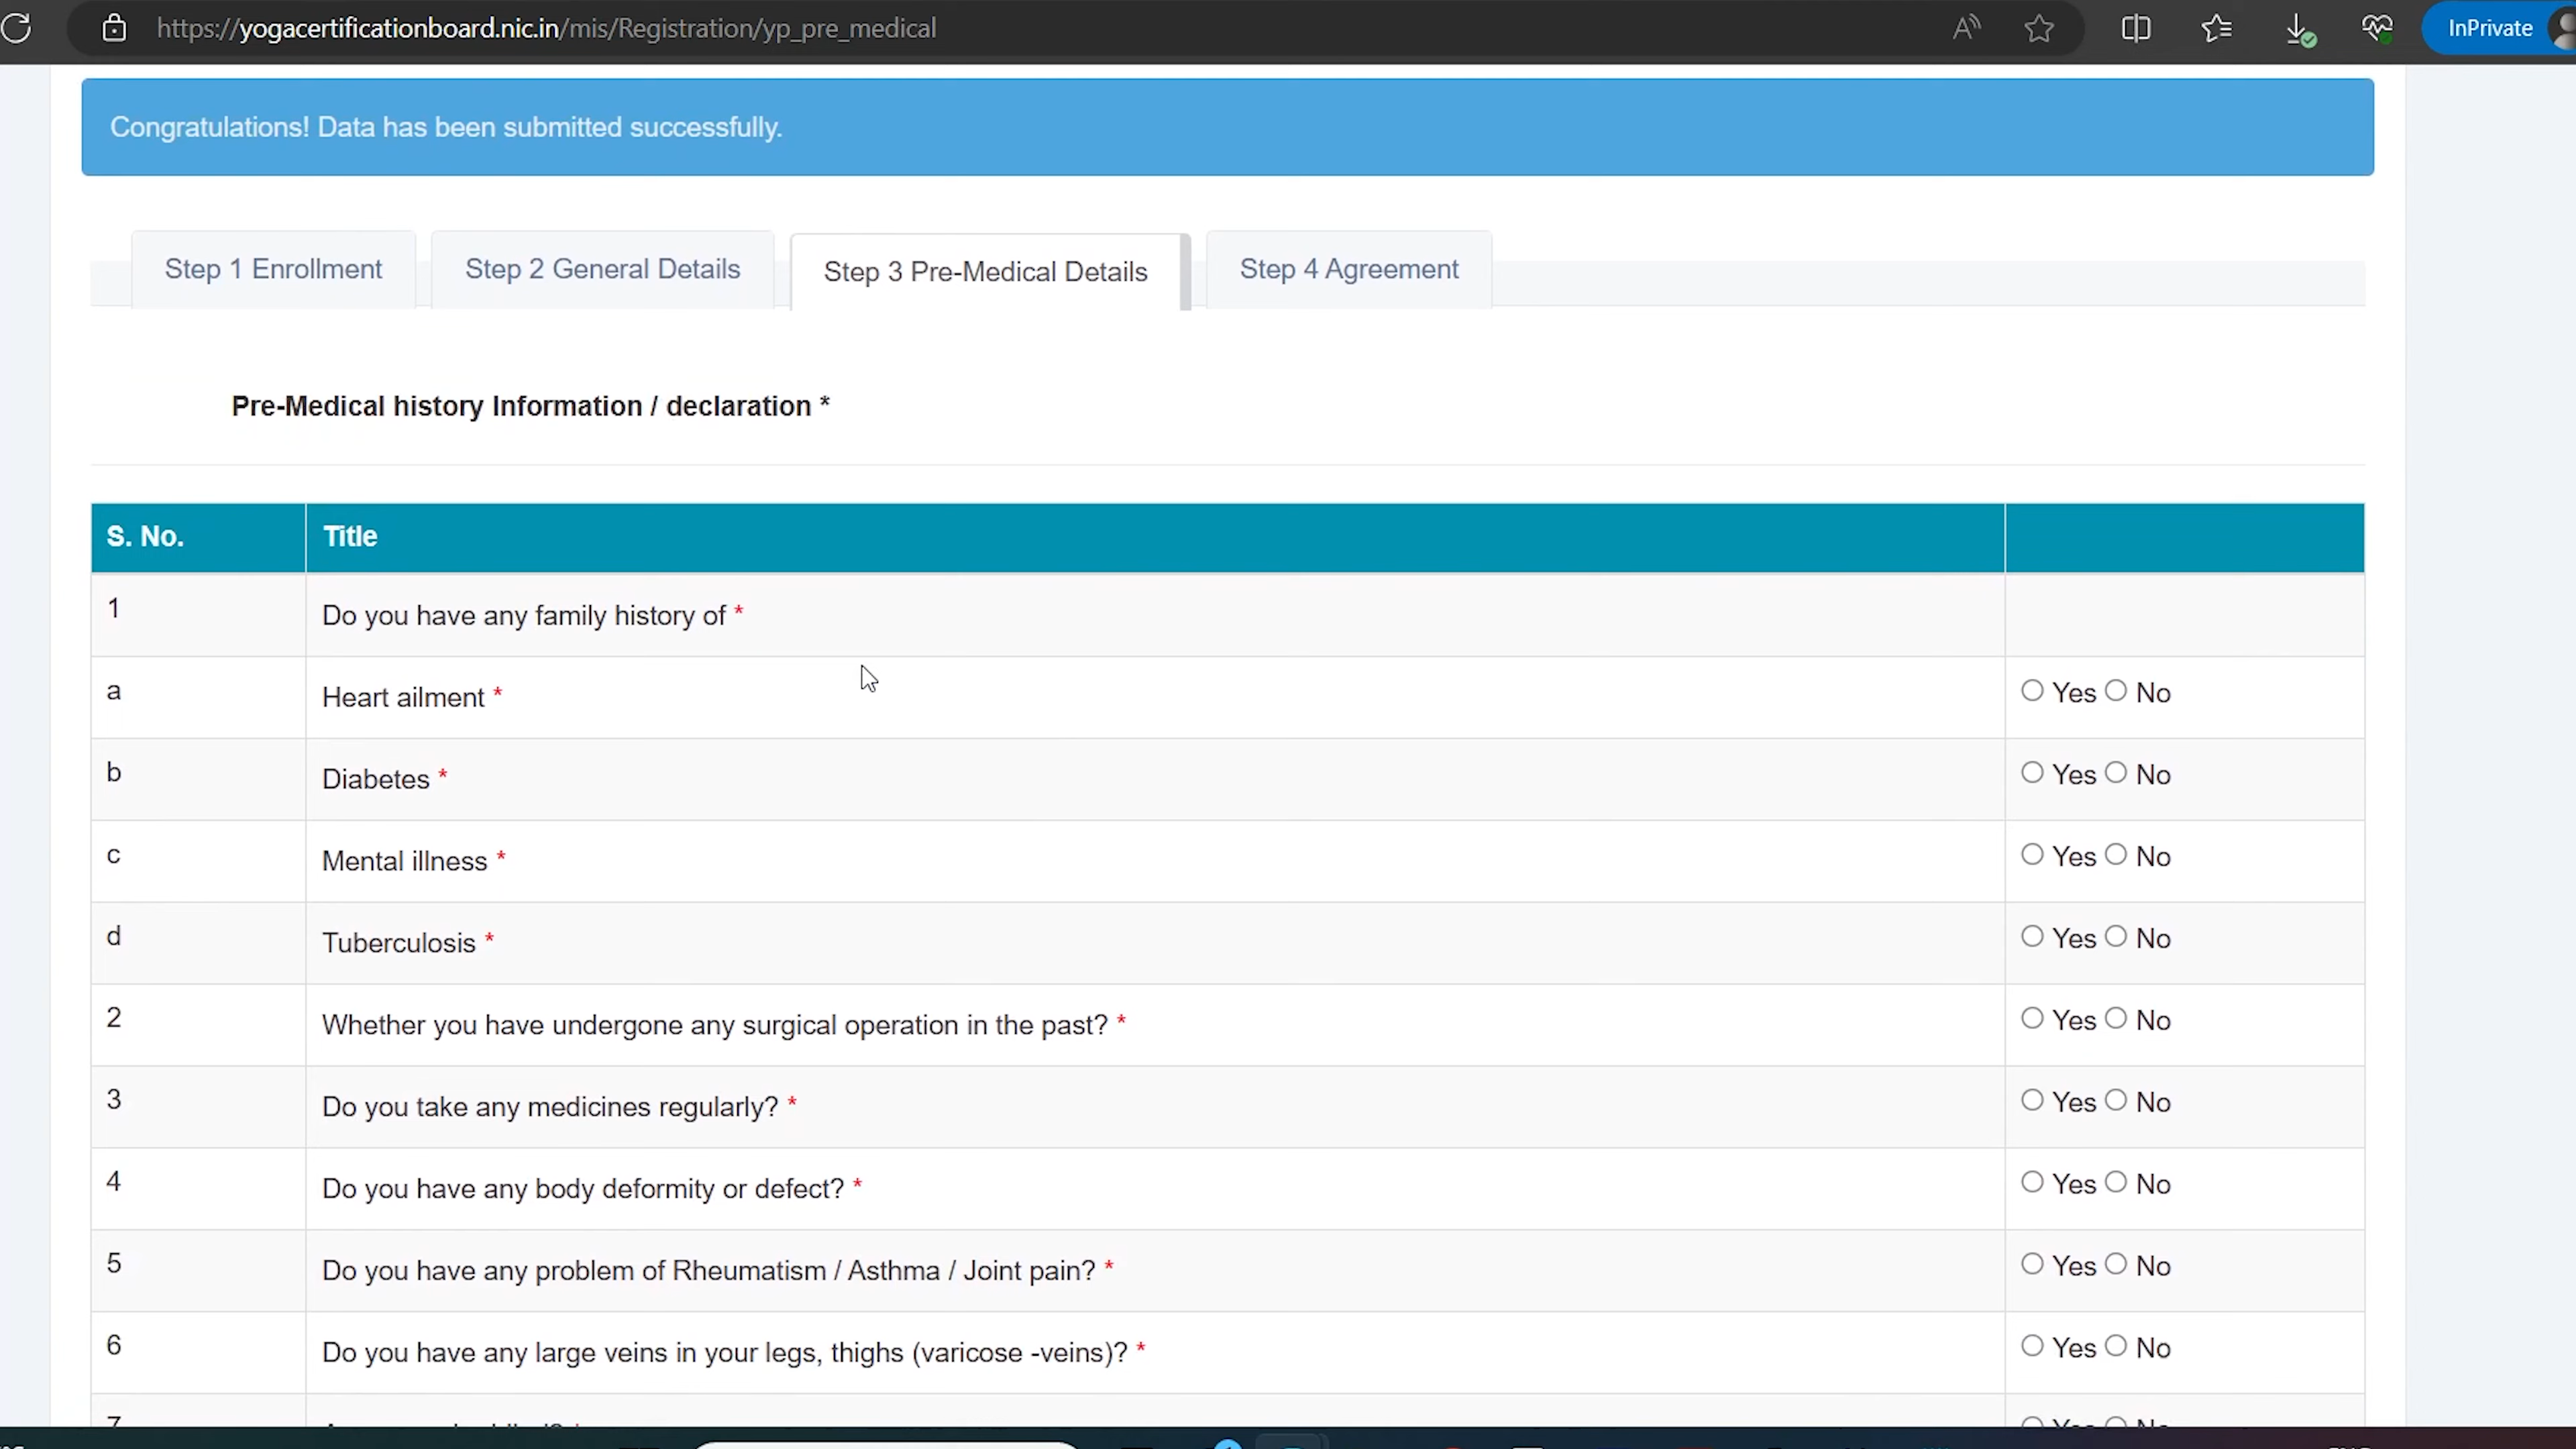 https://yogacertificationboard.nic.in/mis/Registration/yp_pre_medical
InPrivate
Congratulations! Data has been submitted successfully.
Step 1 Enrollment Step 2 General Details Step 3 Pre-Medical Details Step 4 Agreement
Pre-Medical history Information / declaration *
S. No. Title
1 Do you have any family history of *
a Heart ailment * Yes No
b Diabetes * Yes No
c Mental illness * Yes No
d Tuberculosis * Yes No
2 Whether you have undergone any surgical operation in the past? * Yes No
3 Do you take any medicines regularly? * Yes No
4 Do you have any body deformity or defect? * Yes No
5 Do you have any problem of Rheumatism / Asthma / Joint pain? * Yes No
6 Do you have any large veins in your legs, thighs (varicose -veins)? * Yes No
7 Yes No